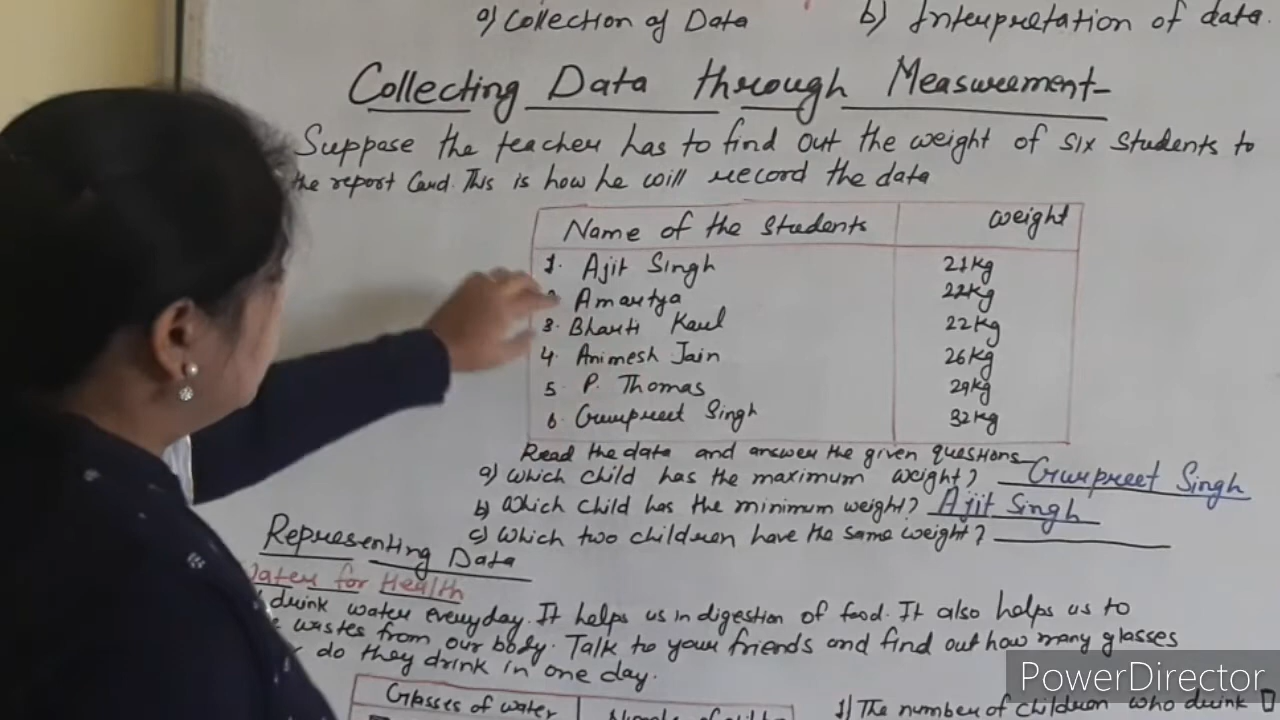 a) Collection of Data b) Interpretation of data.
Collecting Data through Measurement
Suppose the teacher has to find out the weight of six students to
the report Card. This is how he will record the data
Name of the Students weight
1. Ajit Singh 21kg
Amartya 22kg
3. Bharti Kaul 22kg
4. Animesh Jain 26kg
5 P. Thomas 29kg
6. Gurpreet Singh 32kg
Read the data and answer the given questions
a) Which child has the maximum weight? Gurpreet Singh
b) Which child has the minimum weight? Ajit Singh
c) Which two children have the same weight?
Representing Data
Water for Health
drink water everyday. It helps us in digestion of food. It also helps us to
wastes from our body. Talk to your friends and find out how many glasses
do they drink in one day.
Glasses of water
1) The number of children who drink
PowerDirector